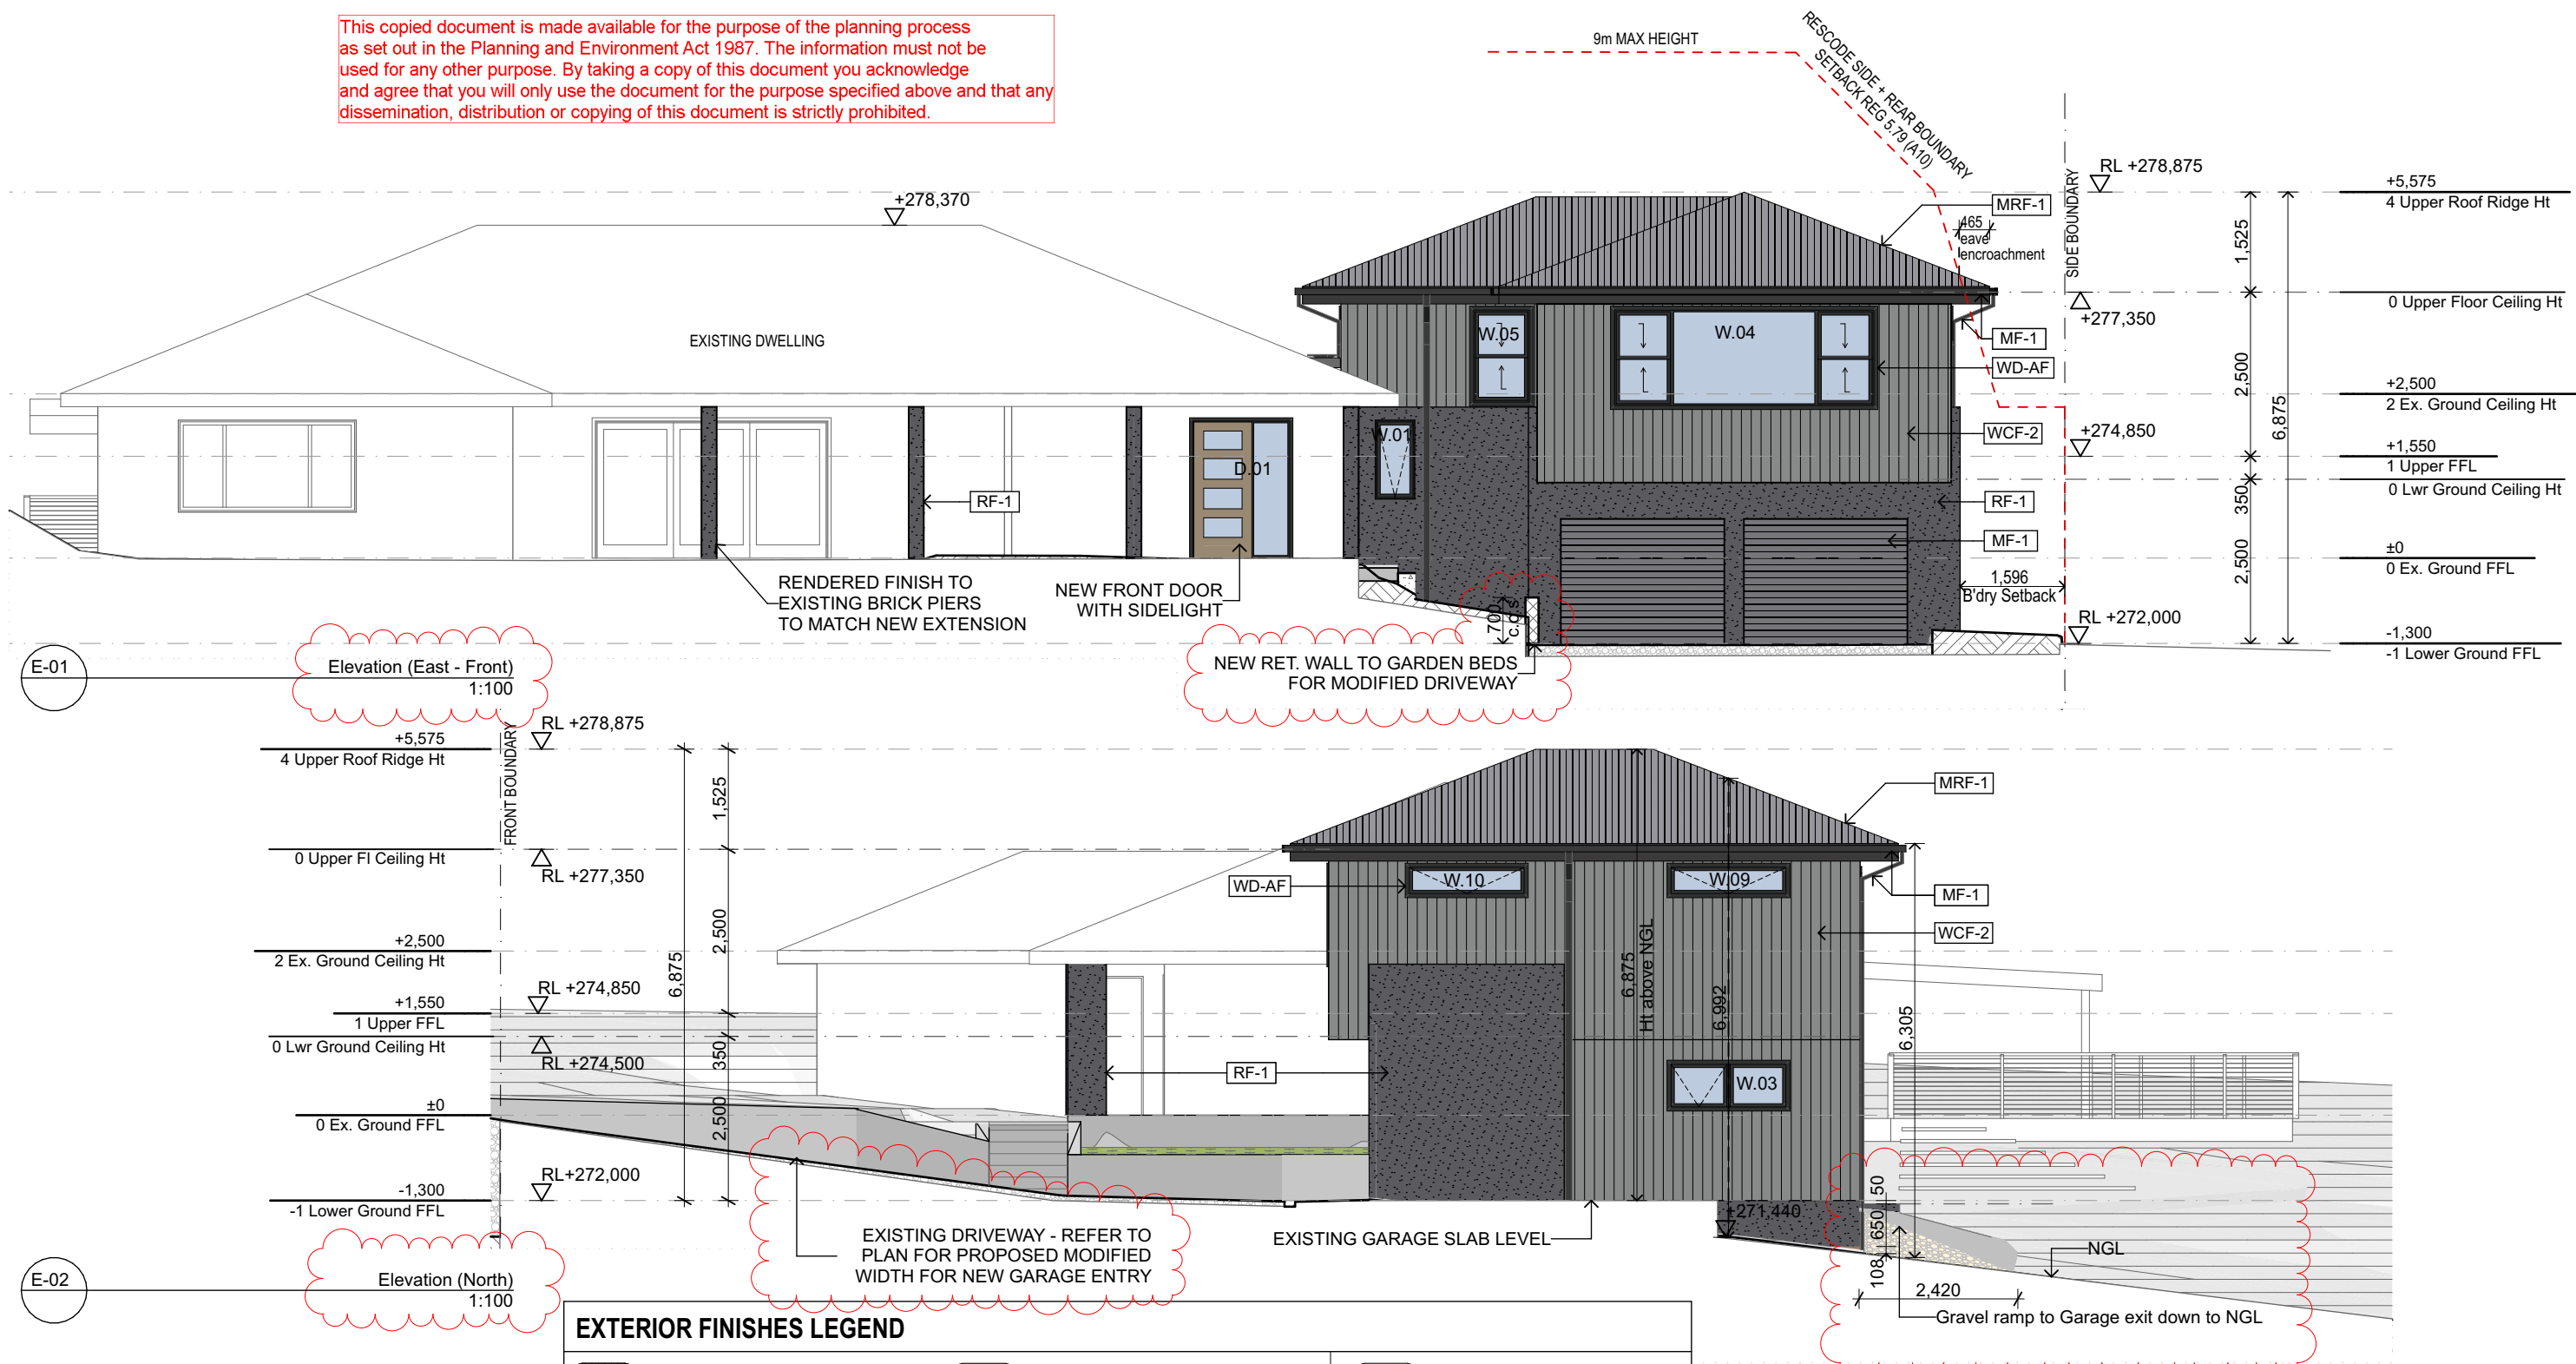 This copied document is made available for the purpose of the planning process
as set out in the Planning and Environment Act 1987. The information must not be
used for any other purpose. By taking a copy of this document you acknowledge
and agree that you will only use the document for the purpose specified above and that any
dissemination, distribution or copying of this document is strictly prohibited.
9m MAX HEIGHT
RESCODE SIDE + REAR BOUNDARY
SETBACK REG 5.79 (A10)
SIDE BOUNDARY
RL +278,875
+5,575
4 Upper Roof Ridge Ht
+278,370
MRF-1
465
eave
encroachment
1,525
0 Upper Floor Ceiling Ht
+277,350
EXISTING DWELLING
W.05
W.04
MF-1
WD-AF
2,500
6,875
+2,500
2 Ex. Ground Ceiling Ht
W.01
WCF-2
+274,850
+1,550
1 Upper FFL
D.01
RF-1
RF-1
350
0 Lwr Ground Ceiling Ht
MF-1
2,500
±0
0 Ex. Ground FFL
1,596
B'dry Setback
RENDERED FINISH TO
EXISTING BRICK PIERS
TO MATCH NEW EXTENSION
NEW FRONT DOOR
WITH SIDELIGHT
700
c.o.s.
RL +272,000
-1,300
-1 Lower Ground FFL
NEW RET. WALL TO GARDEN BEDS
FOR MODIFIED DRIVEWAY
E-01
Elevation (East - Front)
1:100
FRONT BOUNDARY
RL +278,875
+5,575
4 Upper Roof Ridge Ht
1,525
MRF-1
0 Upper Fl Ceiling Ht
RL +277,350
WD-AF
W.10
W.09
MF-1
2,500
6,875
WCF-2
+2,500
2 Ex. Ground Ceiling Ht
6,875
Ht above NGL
6,992
6,305
RL +274,850
+1,550
1 Upper FFL
0 Lwr Ground Ceiling Ht
RL +274,500
350
RF-1
W.03
±0
0 Ex. Ground FFL
2,500
RL+272,000
-1,300
-1 Lower Ground FFL
50
650
108
+271,440
EXISTING DRIVEWAY - REFER TO
PLAN FOR PROPOSED MODIFIED
WIDTH FOR NEW GARAGE ENTRY
EXISTING GARAGE SLAB LEVEL
NGL
2,420
Gravel ramp to Garage exit down to NGL
E-02
Elevation (North)
1:100
EXTERIOR FINISHES LEGEND